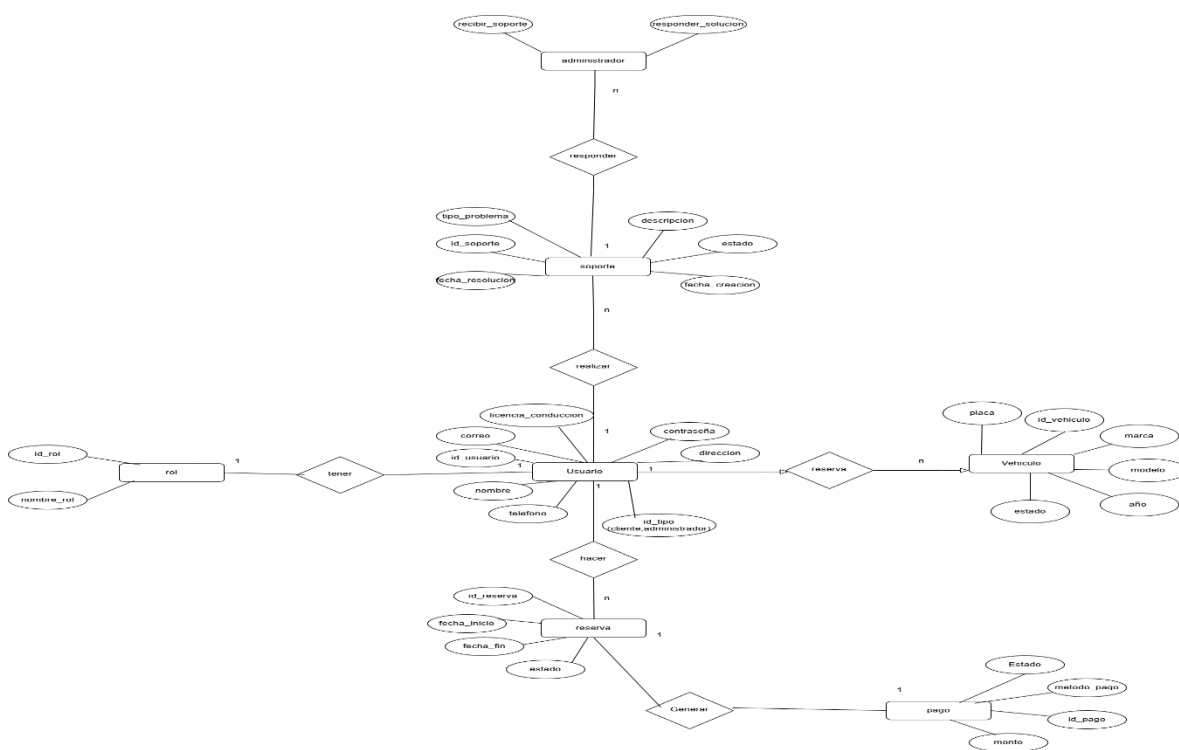 recibir_soporte
responder_solucion
administrador
n
responder
tipo_problema
descripcion
id_soporte
estado
1
soporte
fecha_resolucion
fecha_creacion
n
realizar
licencia_conduccion
placa
id_vehiculo
correo
1
contraseña
marca
id_rol
id_usuario
direccion
rol
1
tener
1
Usuario
1
reserva
n
Vehiculo
modelo
nombre_rol
nombre
1
telefono
id_tipo
(cliente,administrador)
estado
año
hacer
id_reserva
n
fecha_inicio
reserva
1
fecha_fin
estado
Estado
1
metodo_pago
Generar
pago
id_pago
monto